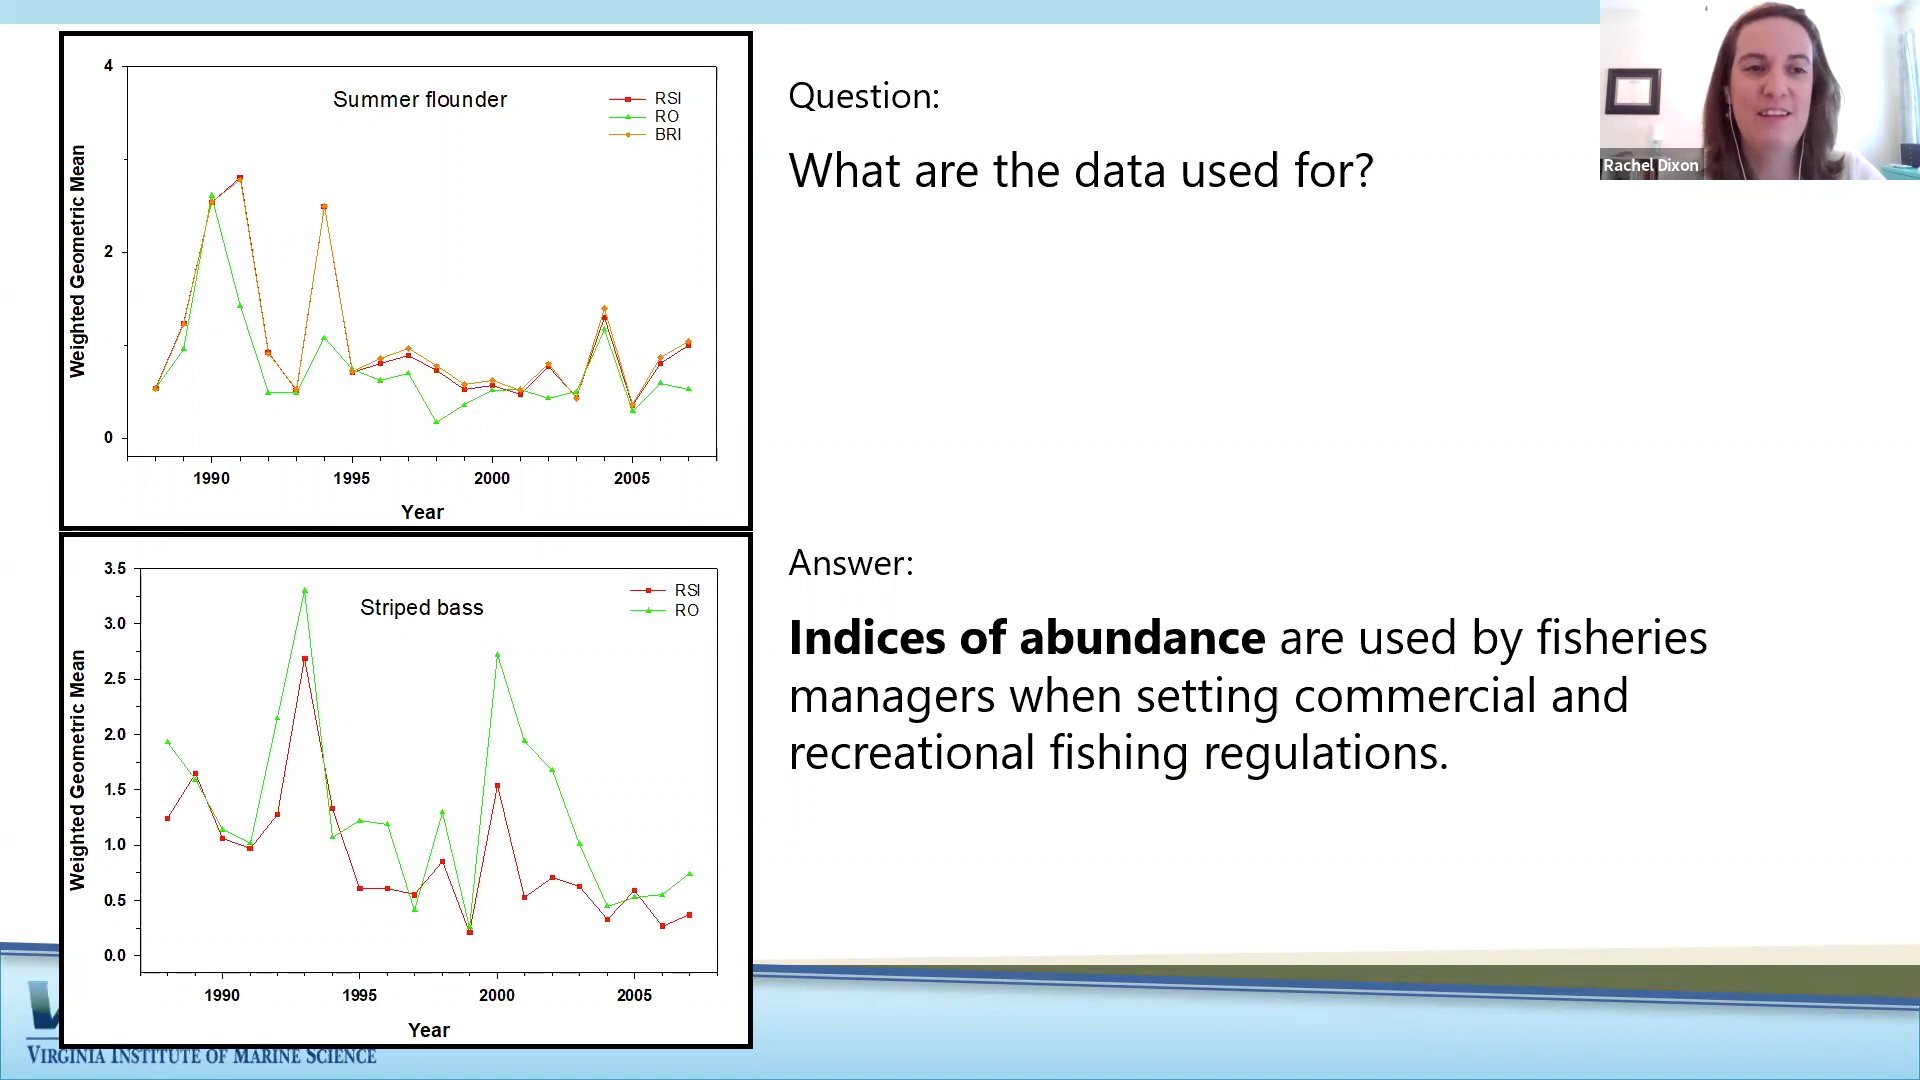 4
Summer flounder
RSI
RO
BRI
Weighted Geometric Mean
2
0
1990 1995 2000 2005
Year
3.5
Striped bass
RSI
RO
3.0
2.5
Weighted Geometric Mean
2.0
1.5
1.0
0.5
0.0
1990 1995 2000 2005
Year
Question:
What are the data used for?
Answer:
Indices of abundance are used by fisheries
managers when setting commercial and
recreational fishing regulations.
Rachel Dixon
VIRGINIA INSTITUTE OF MARINE SCIENCE